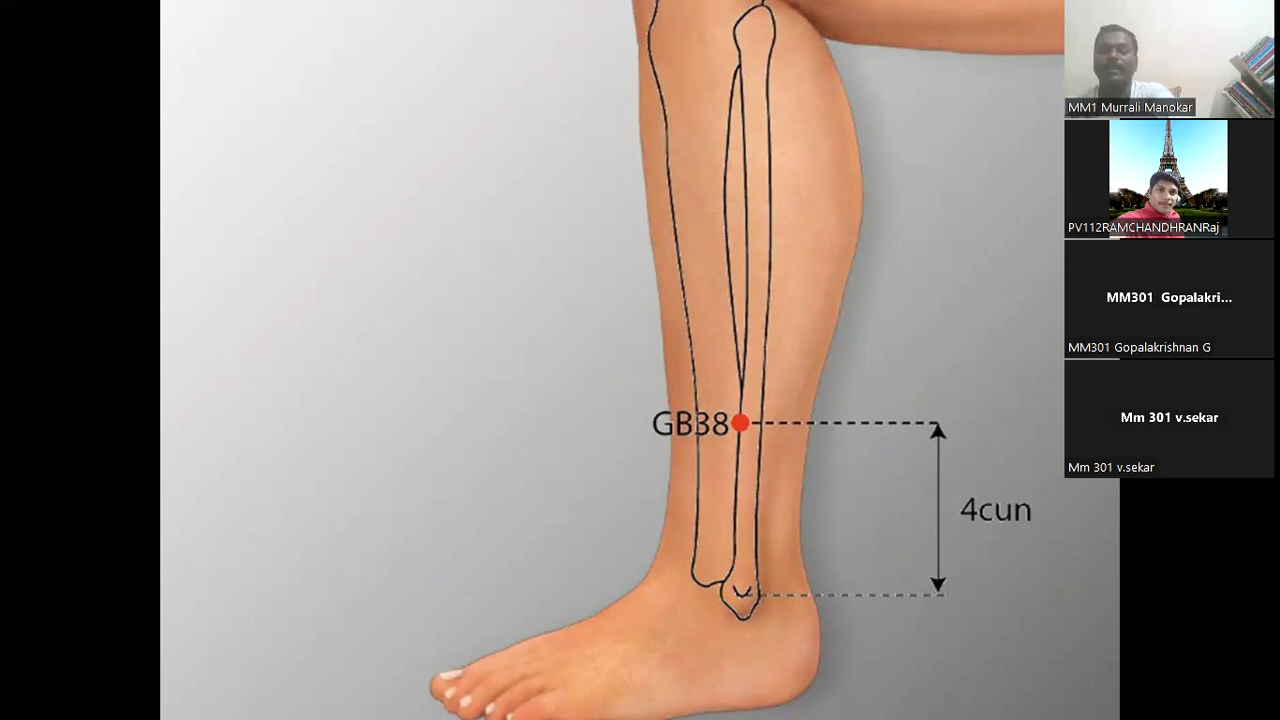 GB38
4cun
MM1 Murrali Manokar
PV112RAMCHANDHRANRaj
MM301 Gopalakri...
MM301 Gopalakrishnan G
Mm 301 v.sekar
Mm 301 v.sekar